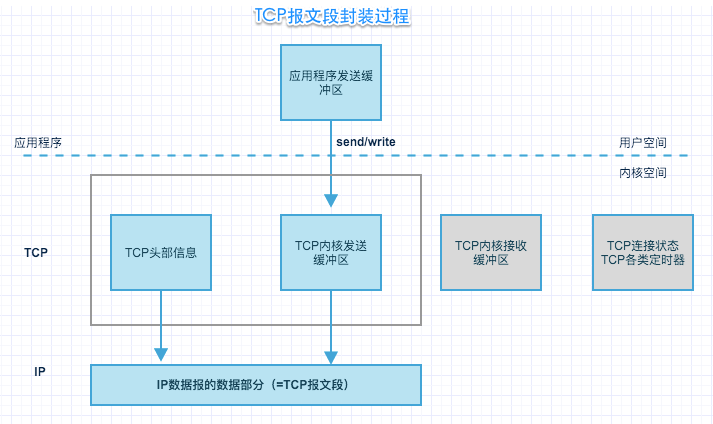 TCP报文段封装过程
应用程序发送缓
冲区
send/write
应用程序
用户空间
内核空间
TCP
TCP头部信息
TCP内核发送
缓冲区
TCP内核接收
缓冲区
TCP连接状态
TCP各类定时器
IP
IP数据报的数据部分（=TCP报文段）